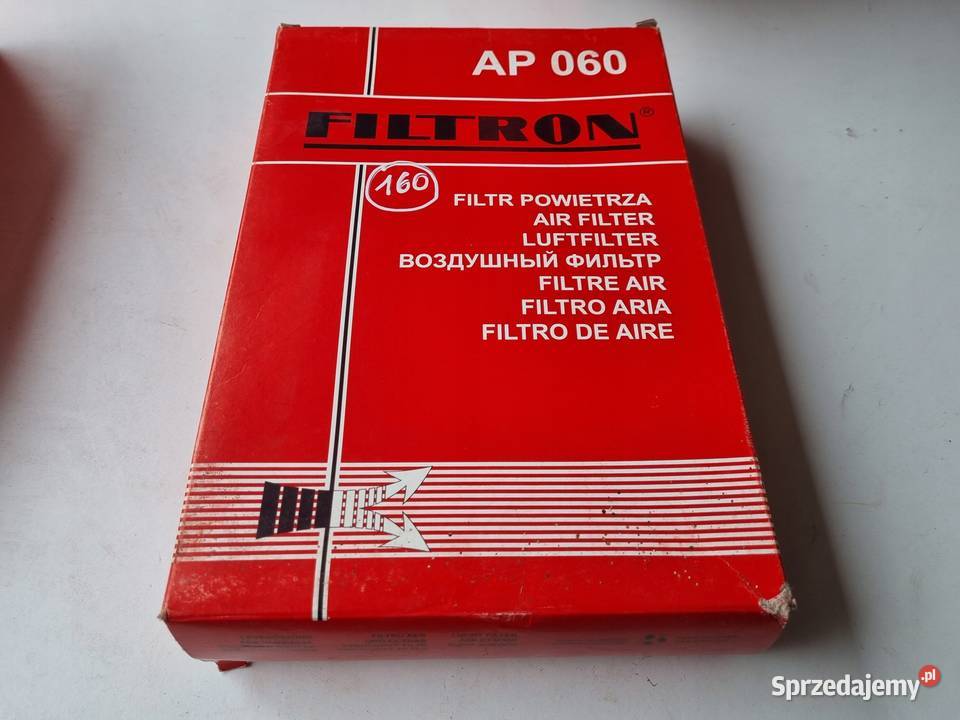 AP 060
FILTRON®
160
FILTR POWIETRZA
AIR FILTER
LUFTFILTER
ВОЗДУШНЫЙ ФИЛЬТР
FILTRE AIR
FILTRO ARIA
FILTRO DE AIRE
Sprzedajemy.pl